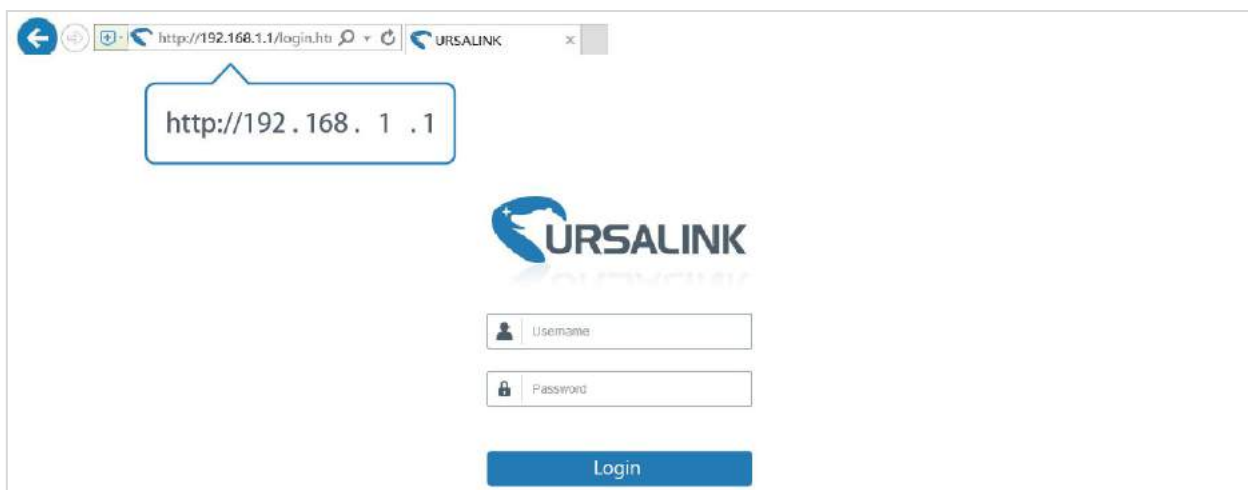 http://192.168.1.1/login.ht URSALINK
http://192.168. 1 .1
URSALINK
Username
Password
Login